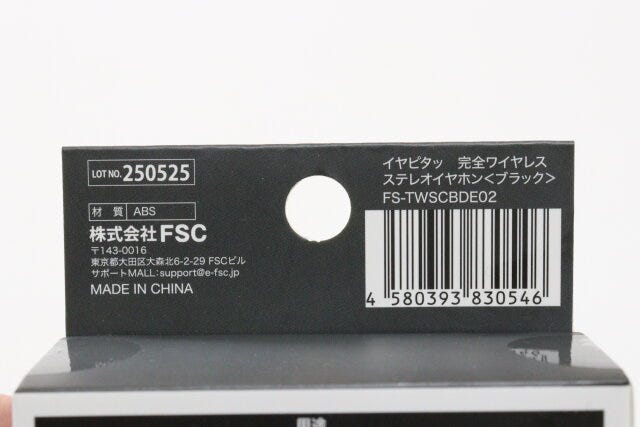 LOT NO. 250525
材 質 ABS
株式会社FSC
〒143-0016
東京都大田区大森北6-2-29 FSCビル
サポートMALL:support@e-fsc.jp
MADE IN CHINA
イヤピタッ 完全ワイヤレス
ステレオイヤホン<ブラック>
FS-TWSCBDE02
4 580393 830546